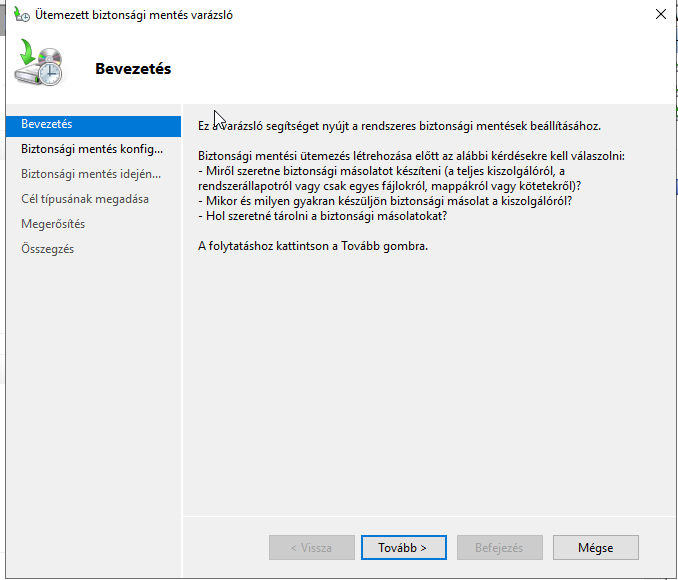 Ütemezett biztonsági mentés varázsló
Bevezetés
Bevezetés
Biztonsági mentés konfig...
Biztonsági mentés idején...
Cél típusának megadása
Megerősítés
Összegzés
Ez a varázsló segítséget nyújt a rendszeres biztonsági mentések beállításához.
Biztonsági mentési ütemezés létrehozása előtt az alábbi kérdésekre kell válaszolni:
- Miről szeretne biztonsági másolatot készíteni (a teljes kiszolgálóról, a
rendszerállapotról vagy csak egyes fájlokról, mappákról vagy kötetekről)?
- Mikor és milyen gyakran készüljön biztonsági másolat a kiszolgálóról?
- Hol szeretné tárolni a biztonsági másolatokat?
A folytatáshoz kattintson a Tovább gombra.
< Vissza
Tovább >
Befejezés
Mégse